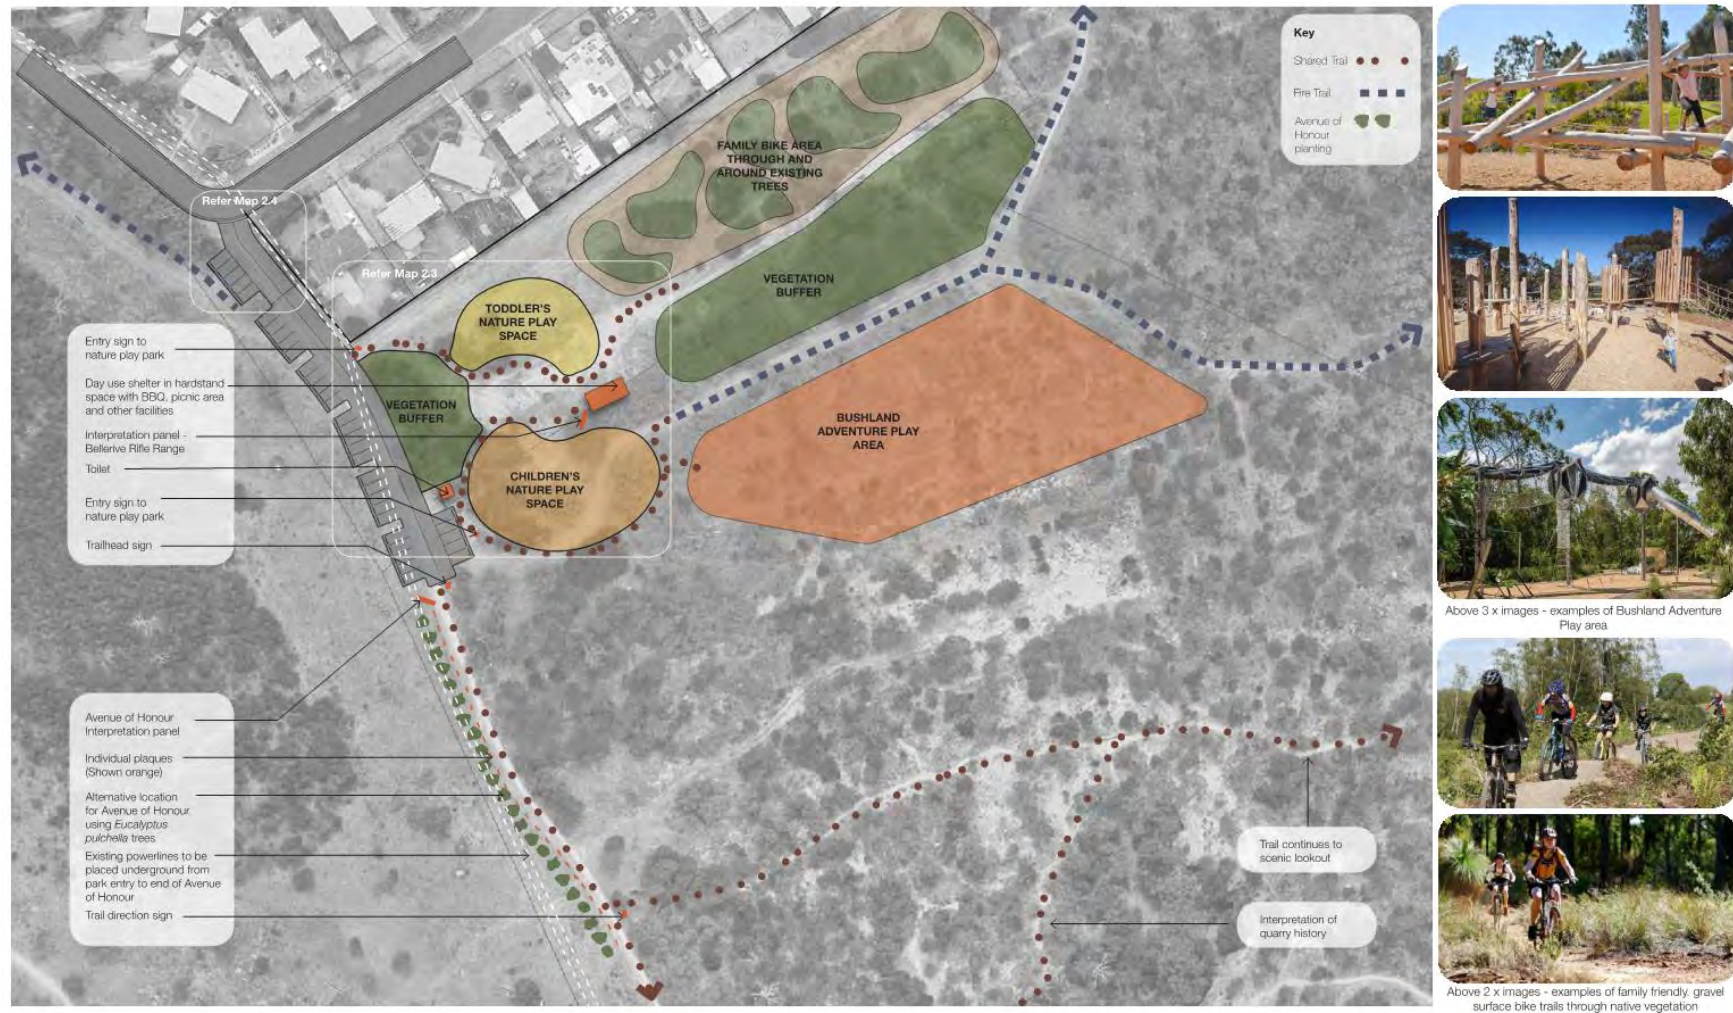 Key
Shared Trail
Fire Trail
Avenue of
Honour
planting
Refer Map 2.4
Refer Map 2.3
FAMILY BIKE AREA
THROUGH AND
AROUND EXISTING
TREES
VEGETATION
BUFFER
TODDLER'S
NATURE PLAY
SPACE
VEGETATION
BUFFER
CHILDREN'S
NATURE PLAY
SPACE
BUSHLAND
ADVENTURE PLAY
AREA
Entry sign to
nature play park
Day use shelter in hardstand
space with BBQ, picnic area
and other facilities
Interpretation panel -
Bellerive Rifle Range
Toilet
Entry sign to
nature play park
Trailhead sign
Avenue of Honour
Interpretation panel
Individual plaques
(Shown orange)
Alternative location
for Avenue of Honour
using Eucalyptus
pulchella trees
Existing powerlines to be
placed underground from
park entry to end of Avenue
of Honour
Trail direction sign
Trail continues to
scenic lookout
Interpretation of
quarry history
Above 3 x images - examples of Bushland Adventure
Play area
Above 2 x images - examples of family friendly. gravel
surface bike trails through native vegetation